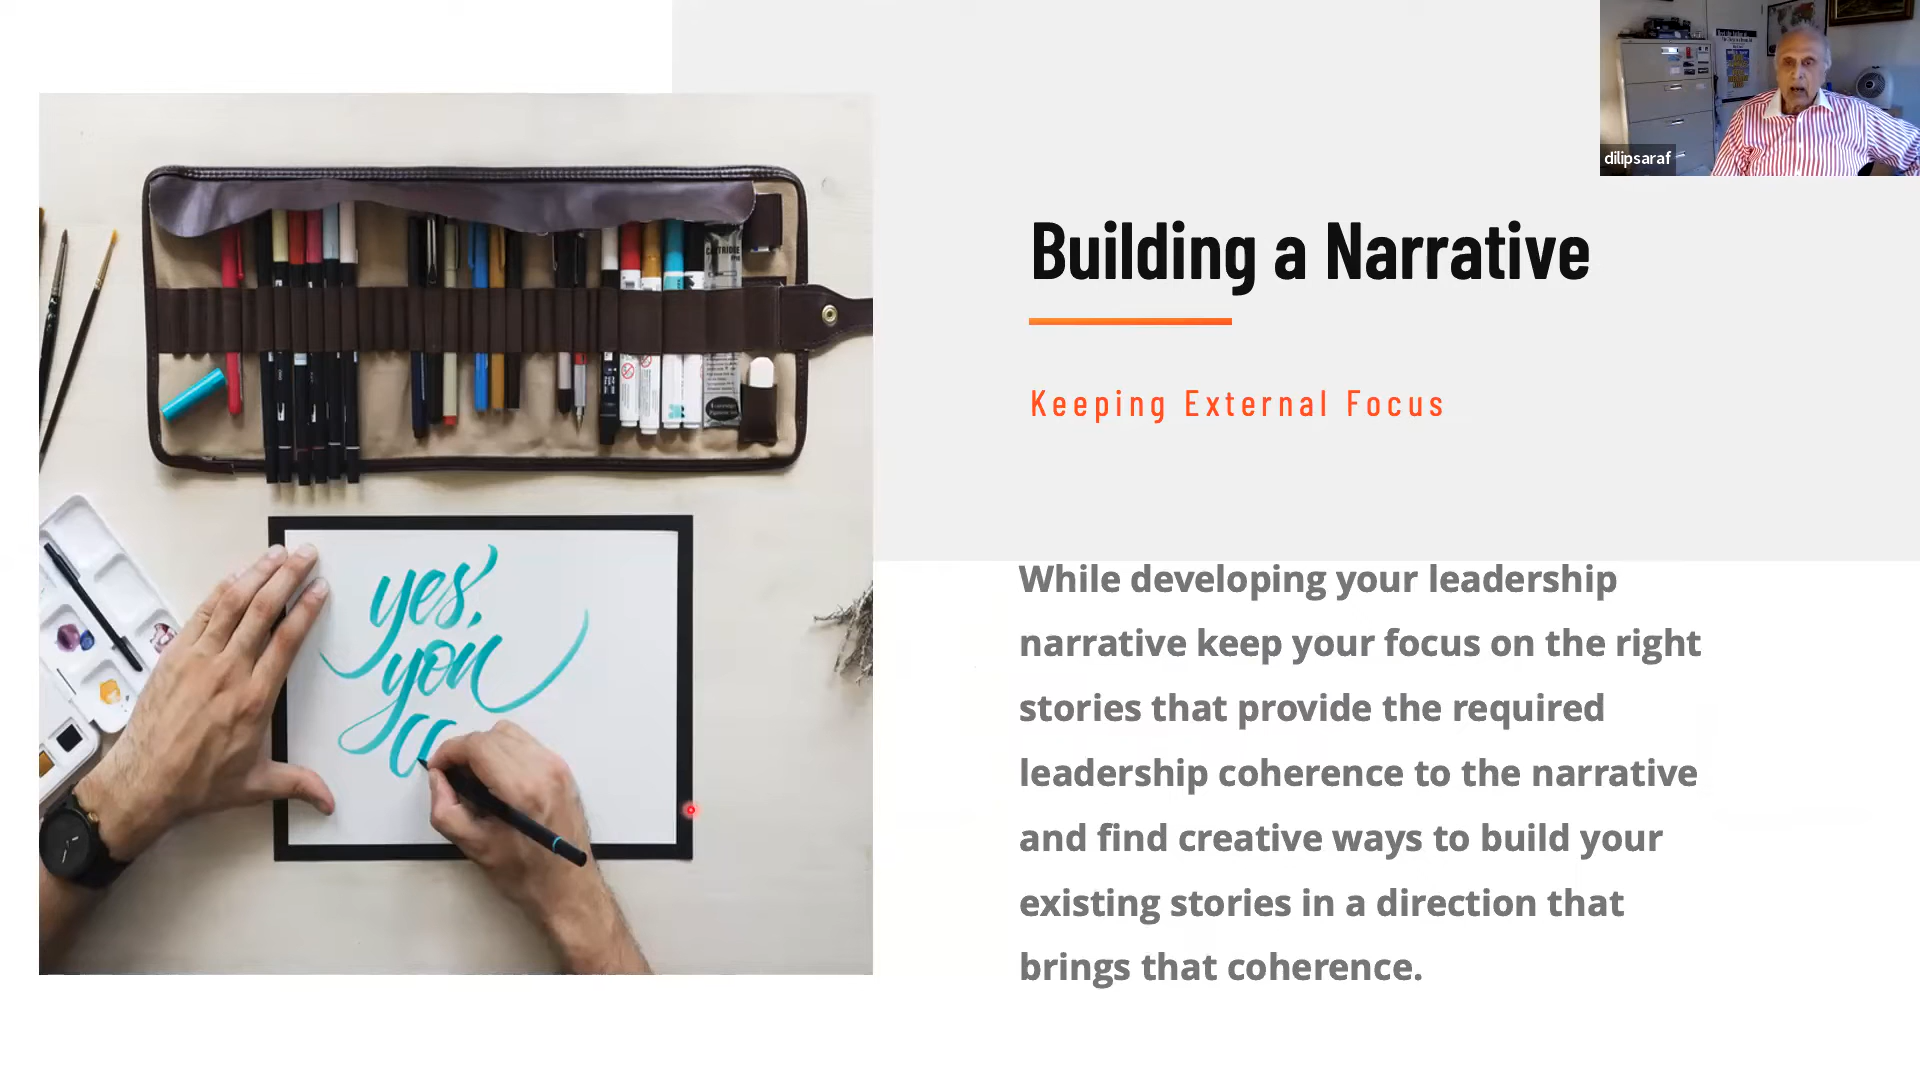 dilipsaraf
Building a Narrative
Keeping External Focus
While developing your leadership
narrative keep your focus on the right
stories that provide the required
leadership coherence to the narrative
and find creative ways to build your
existing stories in a direction that
brings that coherence.
CARTRIDGE
yes,
you